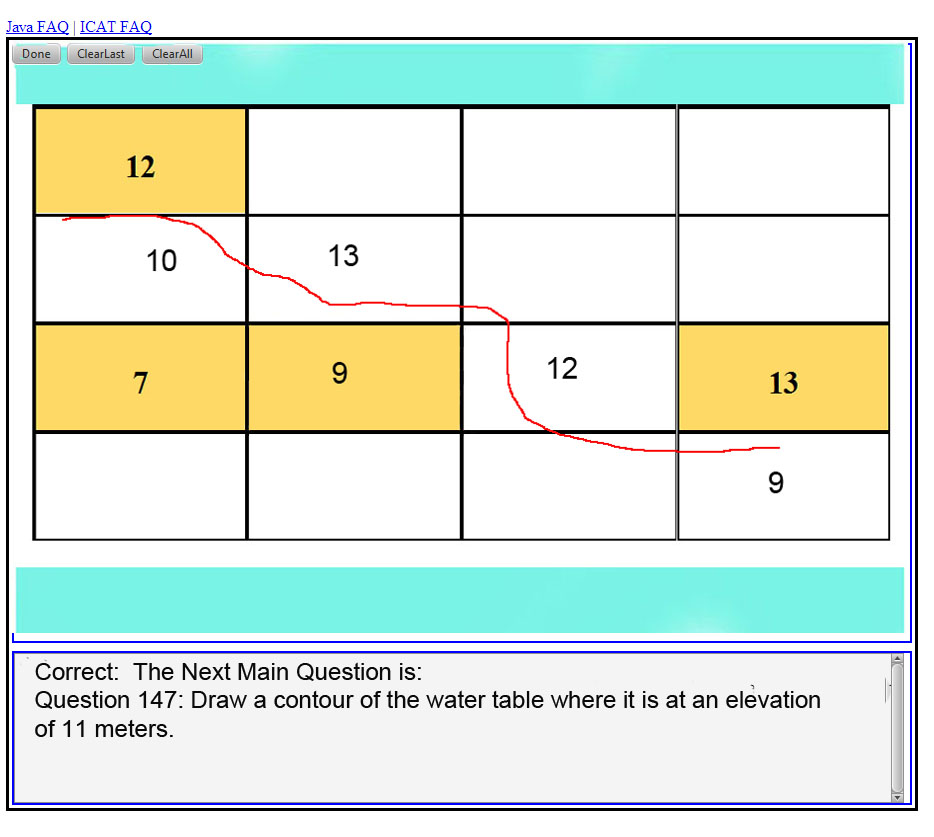 Java FAQ | ICAT FAQ
Done ClearLast ClearAll
12
10 13
7 9 12 13
9
Correct: The Next Main Question is:
Question 147: Draw a contour of the water table where it is at an elevation
of 11 meters.